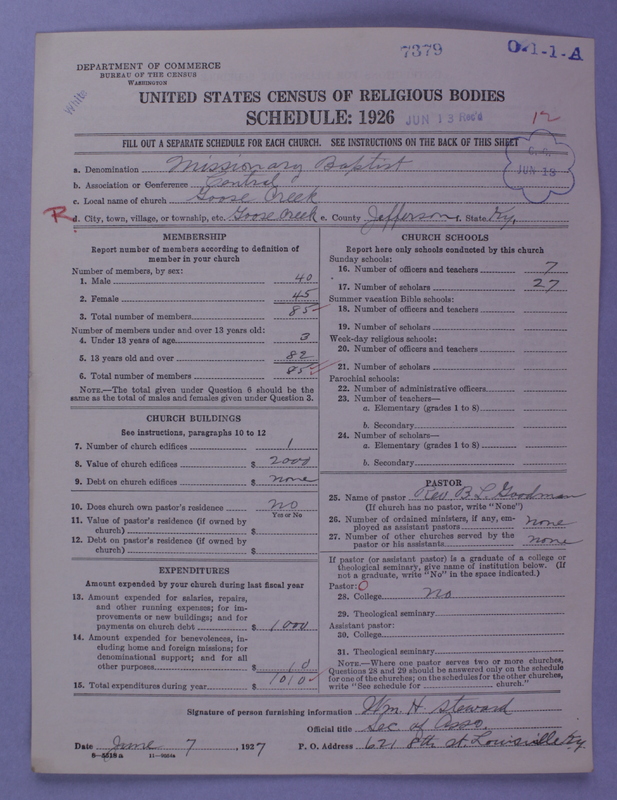 7379
O-1-1-A
DEPARTMENT OF COMMERCE
BUREAU OF THE CENSUS
WASHINGTON
White
UNITED STATES CENSUS OF RELIGIOUS BODIES
SCHEDULE: 1926
JUN 13 Rec'd
12
FILL OUT A SEPARATE SCHEDULE FOR EACH CHURCH. SEE INSTRUCTIONS ON THE BACK OF THIS SHEET
JUN 13
a. Denomination Missionary Baptist
b. Association or Conference Central
c. Local name of church Goose Creek
R d. City, town, village, or township, etc. Goose Creek e. County Jefferson f. State Ky.
MEMBERSHIP
Report number of members according to definition of
member in your church
Number of members, by sex:
1. Male 40
2. Female 45
3. Total number of members 85
Number of members under and over 13 years old:
4. Under 13 years of age 3
5. 13 years old and over 82
6. Total number of members 85
NOTE.—The total given under Question 6 should be the
same as the total of males and females given under Question 3.
CHURCH BUILDINGS
See instructions, paragraphs 10 to 12
7. Number of church edifices 1
8. Value of church edifices $ 2000
9. Debt on church edifices $ none
10. Does church own pastor's residence no
Yes or No
11. Value of pastor's residence (if owned by
church) $
12. Debt on pastor's residence (if owned by
church) $
EXPENDITURES
Amount expended by your church during last fiscal year
13. Amount expended for salaries, repairs,
and other running expenses; for im-
provements or new buildings; and for
payments on church debt $ 1000
14. Amount expended for benevolences, in-
cluding home and foreign missions; for
denominational support; and for all
other purposes $ 10
15. Total expenditures during year $ 1010
CHURCH SCHOOLS
Report here only schools conducted by this church
Sunday schools:
16. Number of officers and teachers 7
17. Number of scholars 27
Summer vacation Bible schools:
18. Number of officers and teachers
19. Number of scholars
Week-day religious schools:
20. Number of officers and teachers
21. Number of scholars
Parochial schools:
22. Number of administrative officers
23. Number of teachers—
a. Elementary (grades 1 to 8)
b. Secondary
24. Number of scholars—
a. Elementary (grades 1 to 8)
b. Secondary
PASTOR
25. Name of pastor Rev B. L. Goodman
(If church has no pastor, write "None")
26. Number of ordained ministers, if any, em-
ployed as assistant pastors none
27. Number of other churches served by the
pastor or his assistants none
If pastor (or assistant pastor) is a graduate of a college or
theological seminary, give name of institution below. (If
not a graduate, write "No" in the space indicated.)
Pastor: O
28. College no
29. Theological seminary
Assistant pastor:
30. College
31. Theological seminary
NOTE.—Where one pastor serves two or more churches,
Questions 28 and 29 should be answered only on the schedule
for one of the churches; on the schedules for the other churches,
write "See schedule for church."
Signature of person furnishing information Wm H. Steward
Official title Sec of Asso.
Date June 7, 1927 P. O. Address 621 8th st. Louisville Ky.